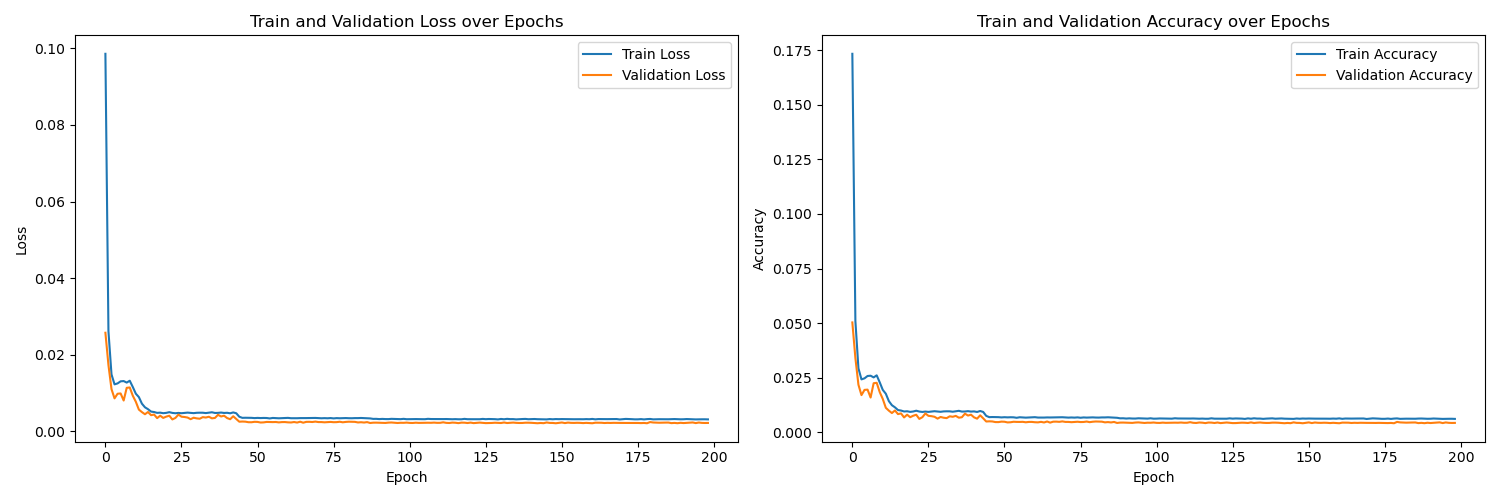 Train and Validation Loss over Epochs
Train Loss
Validation Loss
0.10
0.08
0.06
0.04
0.02
0.00
Loss
0 25 50 75 100 125 150 175 200
Epoch
Train and Validation Accuracy over Epochs
Train Accuracy
Validation Accuracy
0.175
0.150
0.125
0.100
0.075
0.050
0.025
0.000
Accuracy
0 25 50 75 100 125 150 175 200
Epoch